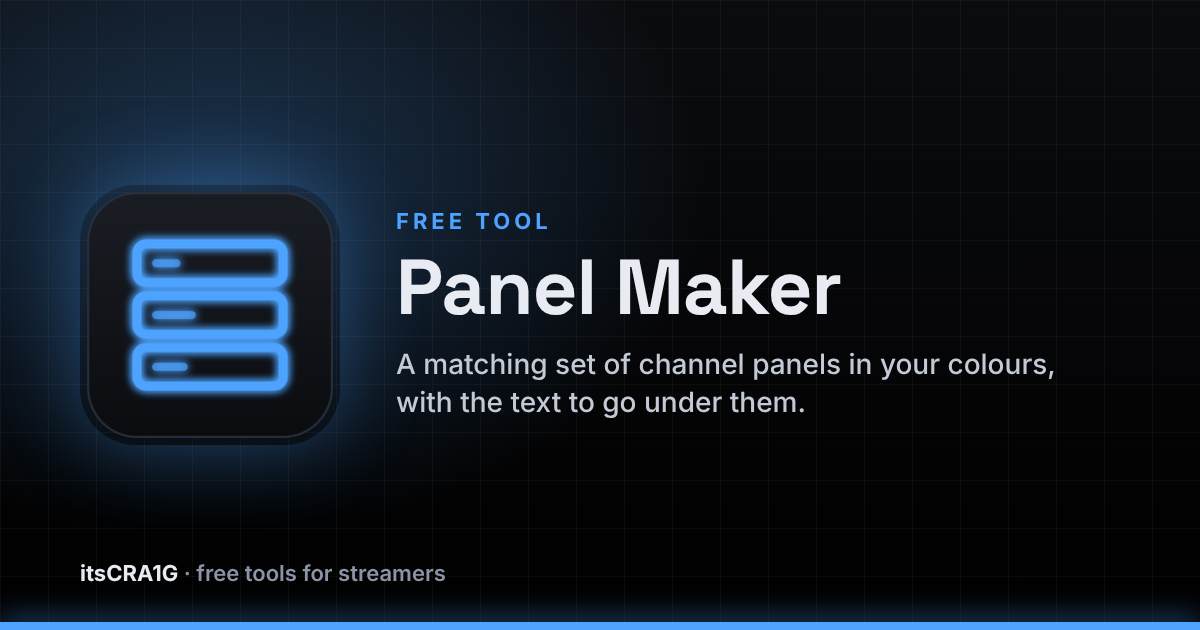 FREE TOOL
Panel Maker
A matching set of channel panels in your colours,
with the text to go under them.
itsCRA1G · free tools for streamers